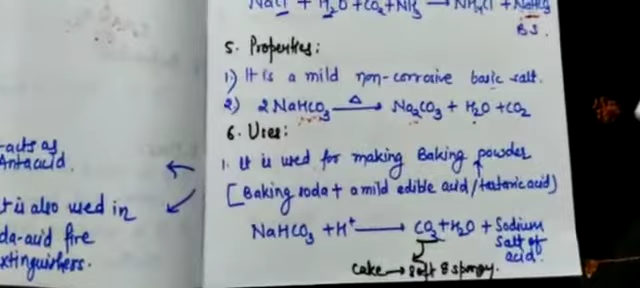 NaCl + H2O + CO2 + NH3 → NH4Cl + NaHCO3
B.S.
5. Properties:
1) It is a mild non-corrosive basic salt.
2) 2NaHCO3 —Δ→ Na2CO3 + H2O + CO2
6. Uses:
1. it is used for making Baking powder
[Baking soda + a mild edible acid/tartaric acid)
NaHCO3 + H+ → CO2 + H2O + Sodium
salt of
acid.
cake → soft & spongy.
acts as
Antacid.
It is also used in
da-acid fire
xtinguishers.